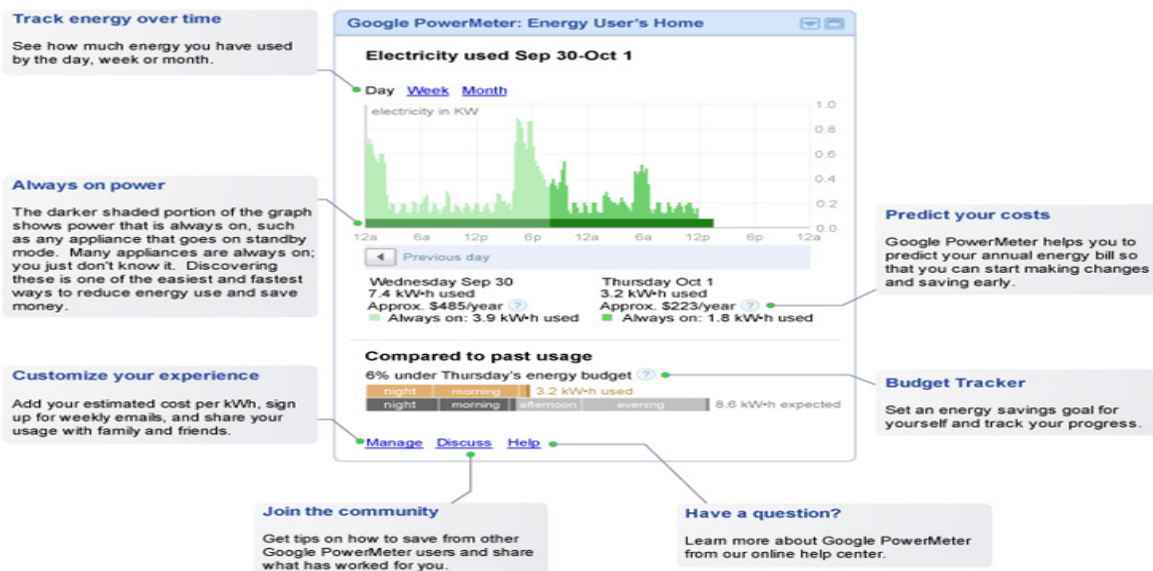 Track energy over time
See how much energy you have used
by the day, week or month.
Always on power
The darker shaded portion of the graph
shows power that is always on, such
as any appliance that goes on standby
mode. Many appliances are always on;
you just don't know it. Discovering
these is one of the easiest and fastest
ways to reduce energy use and save
money.
Customize your experience
Add your estimated cost per kWh, sign
up for weekly emails, and share your
usage with family and friends.
Google PowerMeter: Energy User's Home
Electricity used Sep 30-Oct 1
Day Week Month
electricity in KW
1.0
0.8
0.6
0.4
0.2
0.0
12a 6a 12p 6p 12a 6a 12p 6p 12a
Previous day
Wednesday Sep 30
7.4 kW•h used
Approx. $485/year ?
Always on: 3.9 kW•h used
Thursday Oct 1
3.2 kW•h used
Approx. $223/year ?
Always on: 1.8 kW•h used
Compared to past usage
6% under Thursday's energy budget ?
night morning 3.2 kW•h used
night morning afternoon evening 8.6 kW•h expected
Manage Discuss Help
Predict your costs
Google PowerMeter helps you to
predict your annual energy bill so
that you can start making changes
and saving early.
Budget Tracker
Set an energy savings goal for
yourself and track your progress.
Join the community
Get tips on how to save from other
Google PowerMeter users and share
what has worked for you.
Have a question?
Learn more about Google PowerMeter
from our online help center.